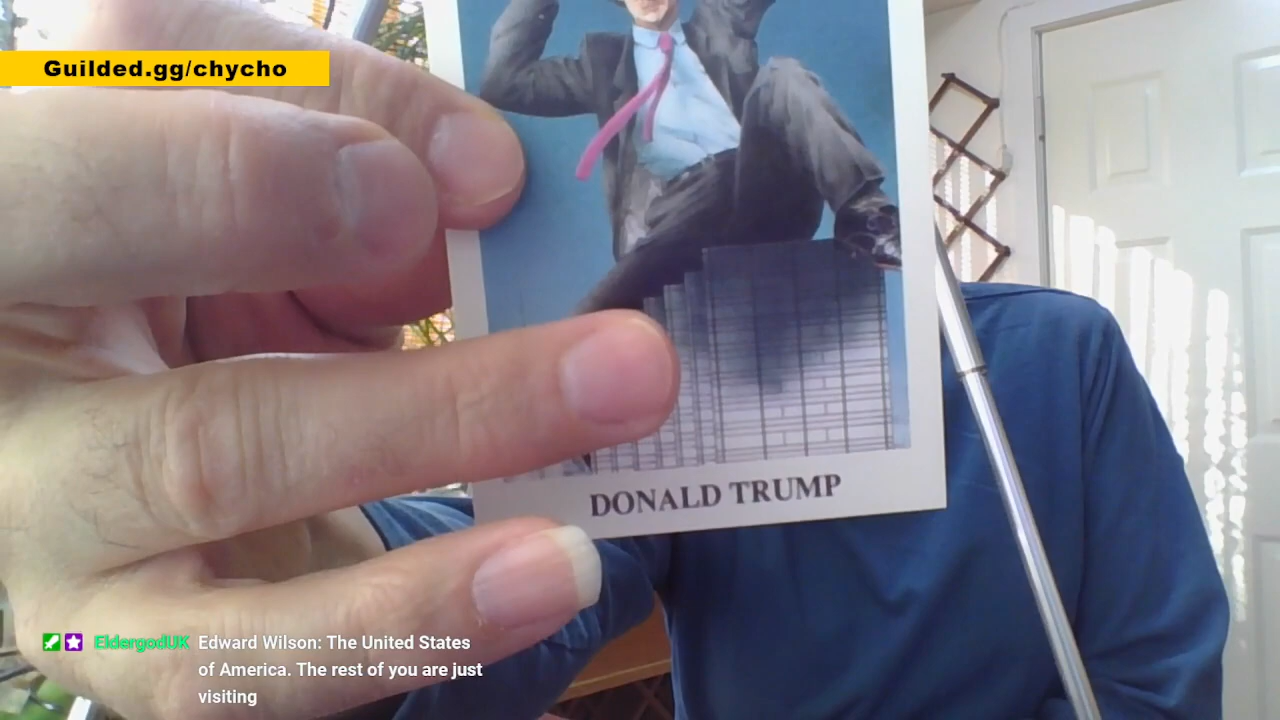 Guilded.gg/chycho
DONALD TRUMP
EldergodUK Edward Wilson: The United States
of America. The rest of you are just
visiting